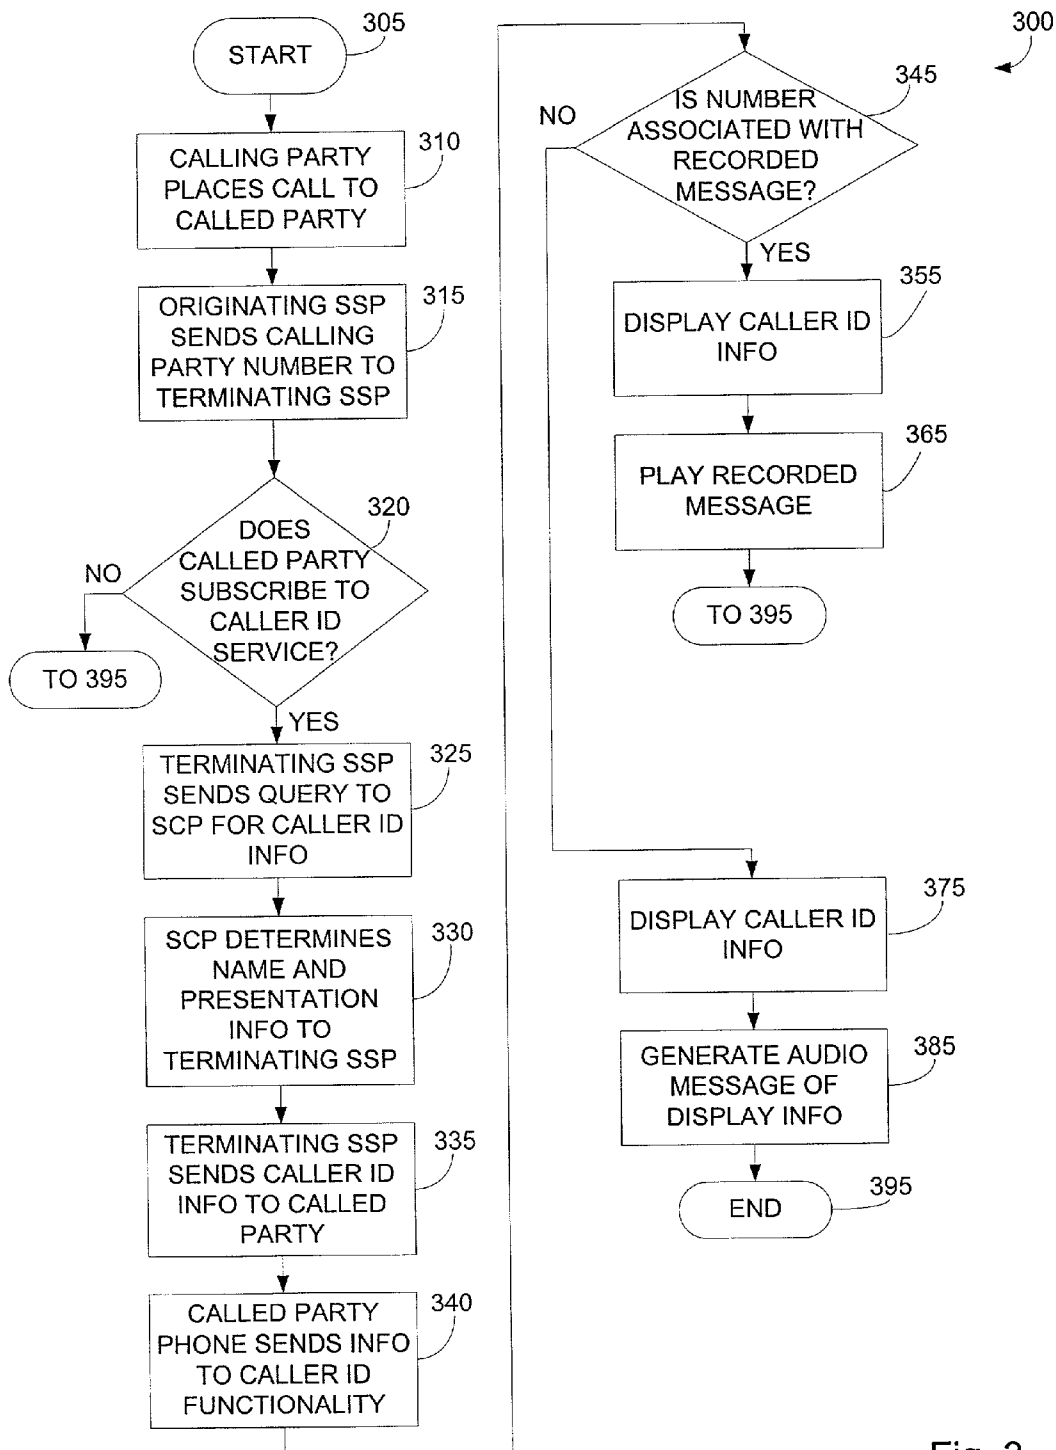 START
305
CALLING PARTY
PLACES CALL TO
CALLED PARTY
310
ORIGINATING SSP
SENDS CALLING
PARTY NUMBER TO
TERMINATING SSP
315
DOES
CALLED PARTY
SUBSCRIBE TO
CALLER ID
SERVICE?
320
NO
TO 395
YES
TERMINATING SSP
SENDS QUERY TO
SCP FOR CALLER ID
INFO
325
SCP DETERMINES
NAME AND
PRESENTATION
INFO TO
TERMINATING SSP
330
TERMINATING SSP
SENDS CALLER ID
INFO TO CALLED
PARTY
335
CALLED PARTY
PHONE SENDS INFO
TO CALLER ID
FUNCTIONALITY
340
300
IS NUMBER
ASSOCIATED WITH
RECORDED
MESSAGE?
345
NO
YES
DISPLAY CALLER ID
INFO
355
PLAY RECORDED
MESSAGE
365
TO 395
DISPLAY CALLER ID
INFO
375
GENERATE AUDIO
MESSAGE OF
DISPLAY INFO
385
END
395